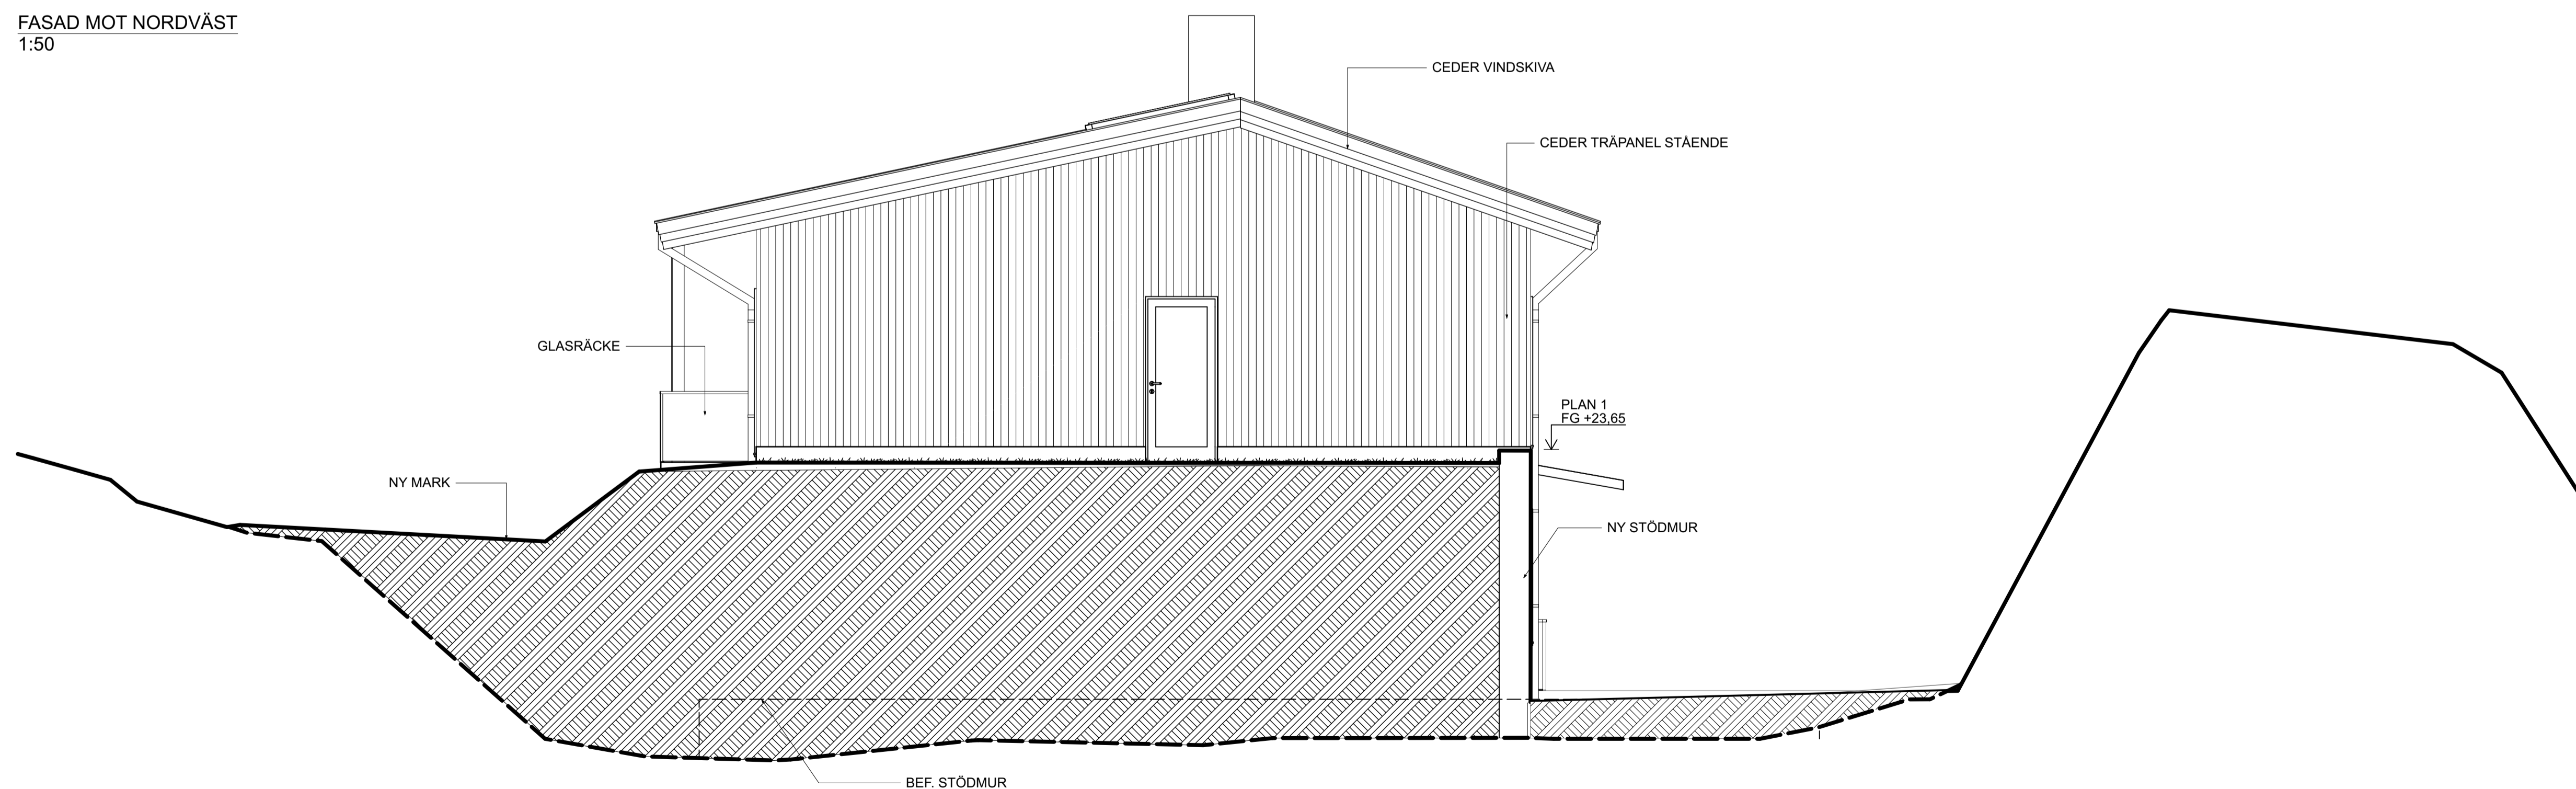 FASAD MOT NORDVÄST
1:50
CEDER VINDSKIVA
CEDER TRÄPANEL STÅENDE
GLASRÄCKE
PLAN 1
FG +23,65
NY MARK
NY STÖDMUR
BEF. STÖDMUR